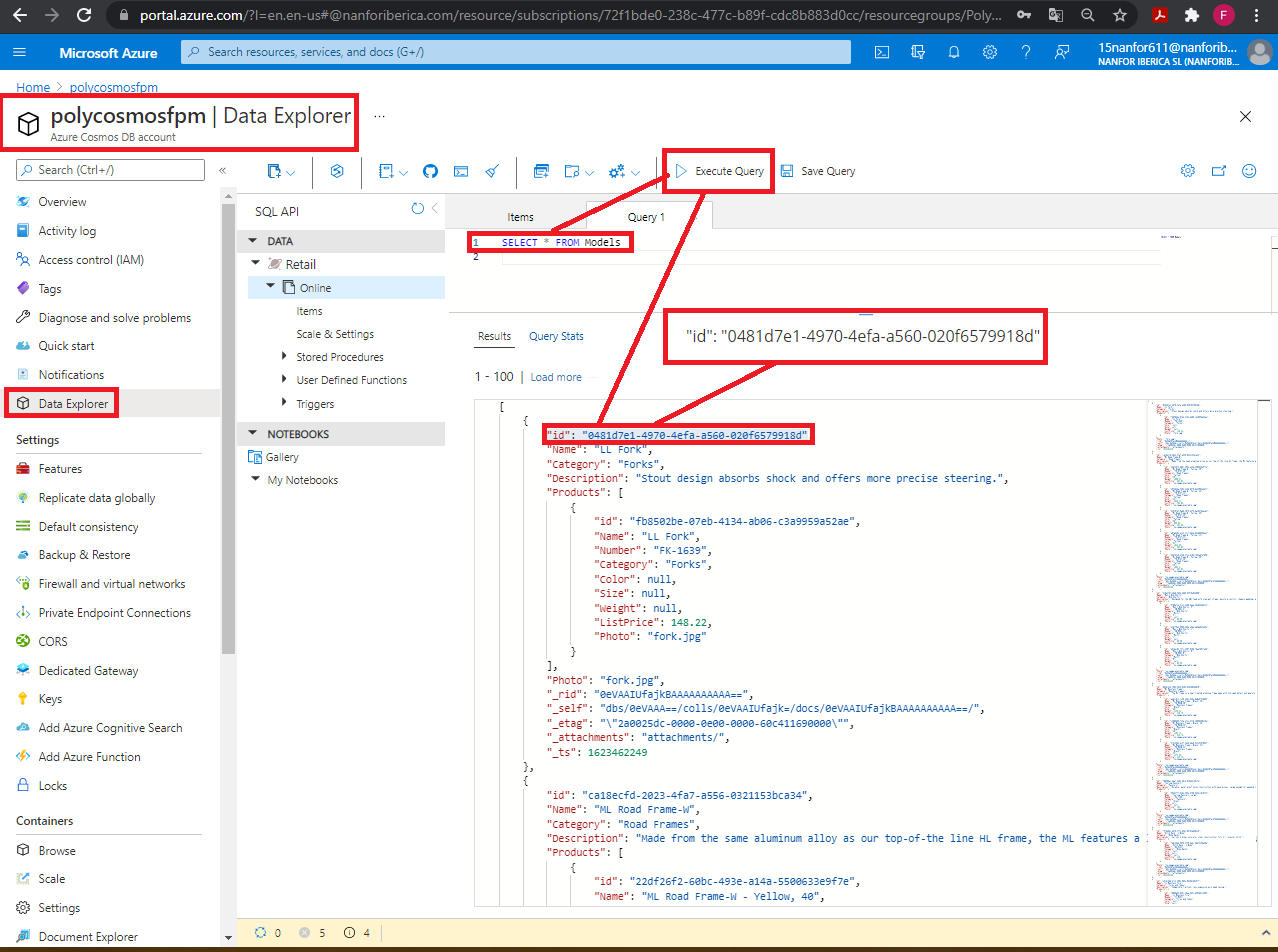 portal.azure.com/?l=en.en-us#@nanforiberica.com/resource/subscriptions/72f1bde0-238c-477c-b89f-cdc8b883d0cc/resourcegroups/Poly...
F
Microsoft Azure
Search resources, services, and docs (G+/)
15nanfor611@nanforib...
NANFOR IBERICA SL (NANFORIB...
Home > polycosmosfpm
polycosmosfpm | Data Explorer ...
Azure Cosmos DB account
Search (Ctrl+/)
«
Overview
Activity log
Access control (IAM)
Tags
Diagnose and solve problems
Quick start
Notifications
Data Explorer
Settings
Features
Replicate data globally
Default consistency
Backup & Restore
Firewall and virtual networks
Private Endpoint Connections
CORS
Dedicated Gateway
Keys
Add Azure Cognitive Search
Add Azure Function
Locks
Containers
Browse
Scale
Settings
Document Explorer
Execute Query
Save Query
SQL API
DATA
Retail
Online
Items
Scale & Settings
Stored Procedures
User Defined Functions
Triggers
NOTEBOOKS
Gallery
My Notebooks
Items
Query 1
1 SELECT * FROM Models
2
"id": "0481d7e1-4970-4efa-a560-020f6579918d"
Results
Query Stats
1 - 100 | Load more
[
{
"id": "0481d7e1-4970-4efa-a560-020f6579918d"
"Name": "LL Fork",
"Category": "Forks",
"Description": "Stout design absorbs shock and offers more precise steering.",
"Products": [
{
"id": "fb8502be-07eb-4134-ab06-c3a9959a52ae",
"Name": "LL Fork",
"Number": "FK-1639",
"Category": "Forks",
"Color": null,
"Size": null,
"Weight": null,
"ListPrice": 148.22,
"Photo": "fork.jpg"
}
],
"Photo": "fork.jpg",
"_rid": "0eVAAIUfajkBAAAAAAAAAA==",
"_self": "dbs/0eVAAA==/colls/0eVAAIUfajk=/docs/0eVAAIUfajkBAAAAAAAAAA==/",
"_etag": "\"2a0025dc-0000-0e00-0000-60c411690000\"",
"_attachments": "attachments/",
"_ts": 1623462249
},
{
"id": "ca18ecfd-2023-4fa7-a556-0321153bca34",
"Name": "ML Road Frame-W",
"Category": "Road Frames",
"Description": "Made from the same aluminum alloy as our top-of-the line HL frame, the ML features a
"Products": [
{
"id": "22df26f2-60bc-493e-a14a-5500633e9f7e",
"Name": "ML Road Frame-W - Yellow, 40",
0
5
4